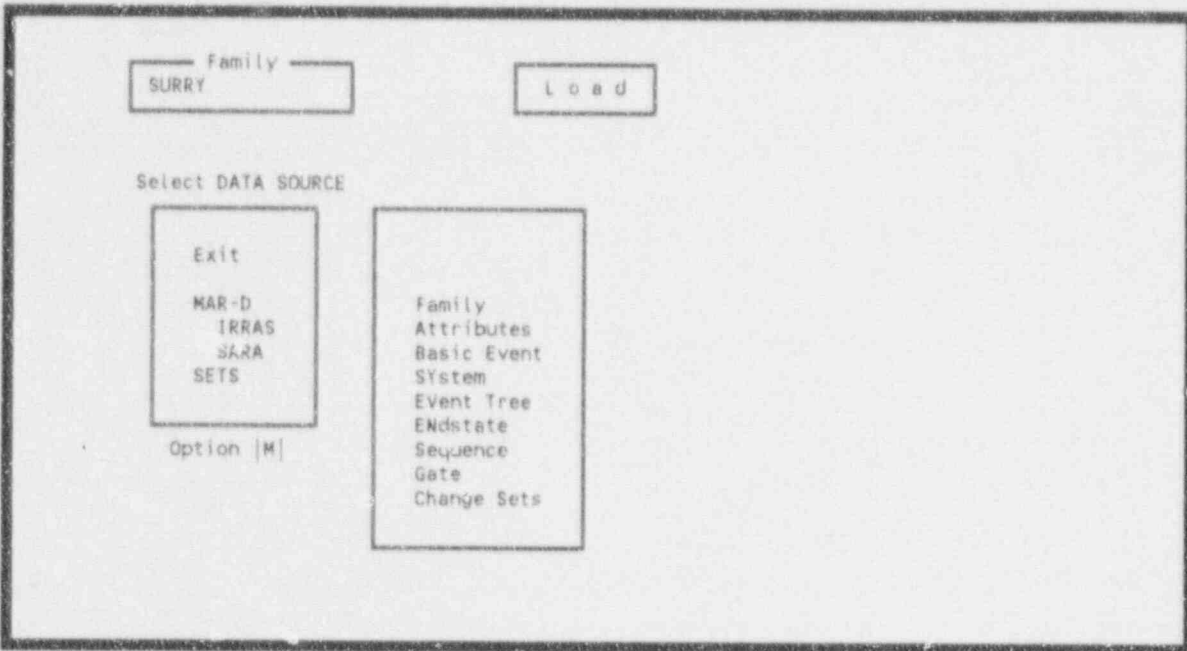 Family
SURRY
Load
Select DATA SOURCE
Exit
MAR-D
IRRAS
SARA
SETS
Option |M|
Family
Attributes
Basic Event
SYstem
Event Tree
ENdstate
Sequence
Gate
Change Sets